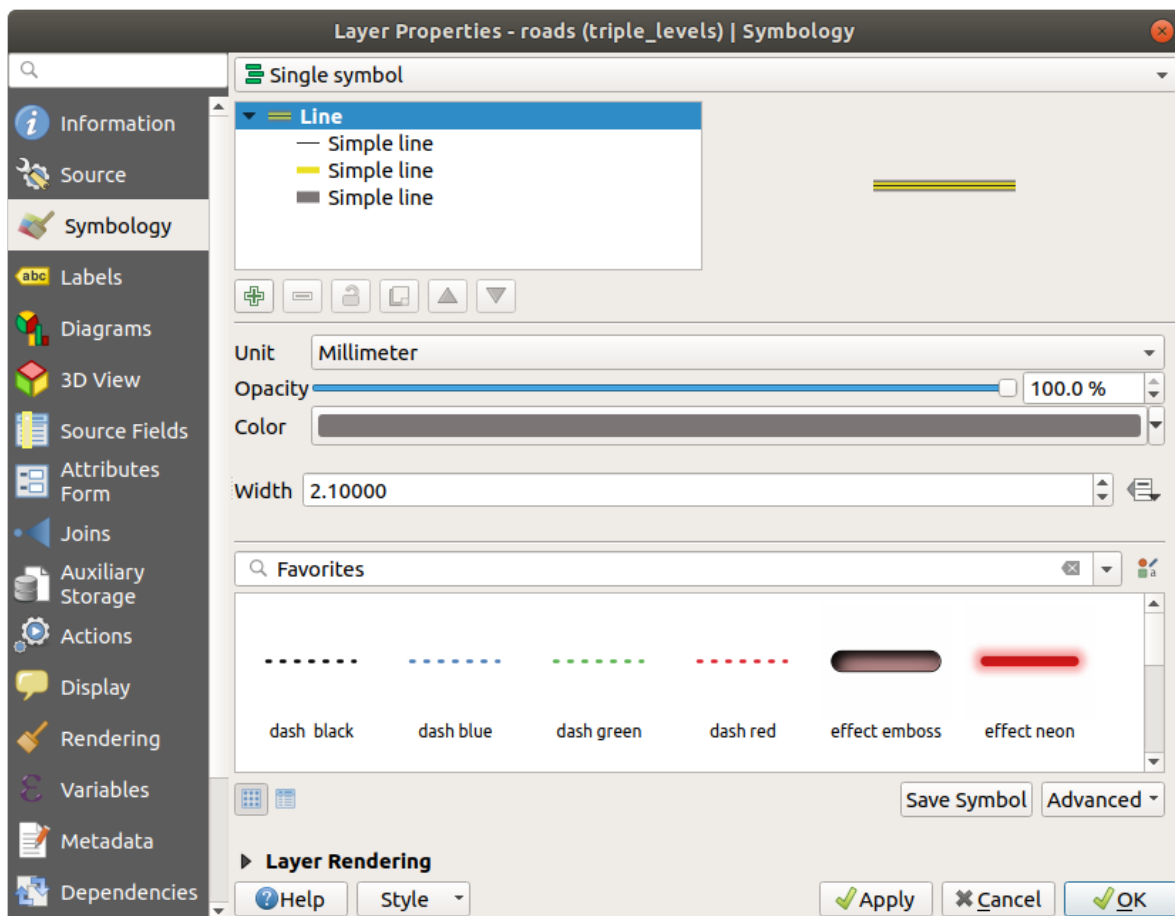 Layer Properties - roads (triple_levels) | Symbology
Information
Source
Symbology
abc Labels
Diagrams
3D View
Source Fields
Attributes
Form
Joins
Auxiliary
Storage
Actions
Display
Rendering
Variables
Metadata
Dependencies
Single symbol
Line
Simple line
Simple line
Simple line
Unit Millimeter
Opacity 100.0 %
Color
Width 2.10000
Favorites
dash black dash blue dash green dash red effect emboss effect neon
Save Symbol Advanced
Layer Rendering
Help Style Apply Cancel OK